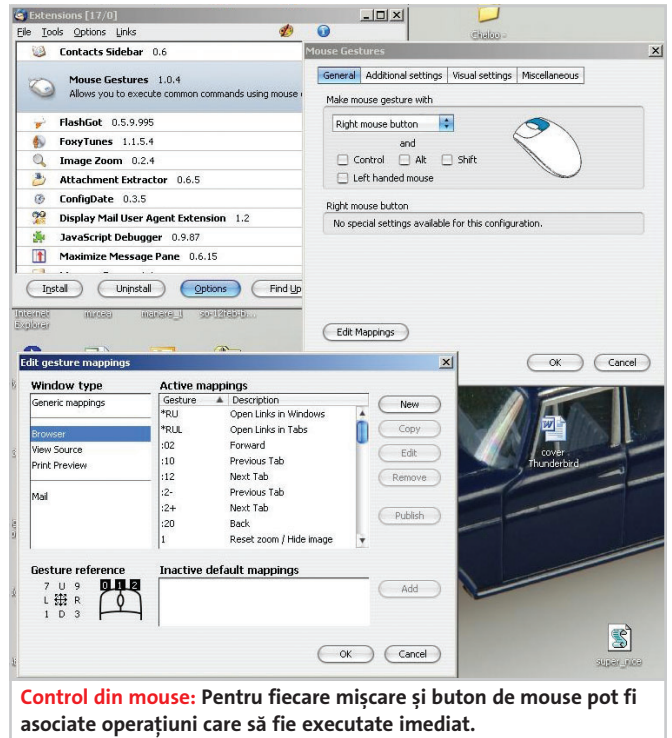 Extensions [17/0]
File Tools Options Links
Contacts Sidebar 0.6
Mouse Gestures 1.0.4
Allows you to execute common commands using mouse
FlashGot 0.5.9.995
FoxyTunes 1.1.5.4
Image Zoom 0.2.4
Attachment Extractor 0.6.5
ConfigDate 0.3.5
Display Mail User Agent Extension 1.2
JavaScript Debugger 0.9.87
Maximize Message Pane 0.6.15
Install Uninstall Options Find Up
Mouse Gestures
General Additional settings Visual settings Miscellaneous
Make mouse gesture with
Right mouse button
and
Control Alt Shift
Left handed mouse
Right mouse button
No special settings available for this configuration.
Edit Mappings
OK Cancel
Internet
Explorer
mircea
Edit gesture mappings
Window type
Generic mappings
Browser
View Source
Print Preview
Mail
Active mappings
Gesture Description
*RU Open Links in Windows
*RUL Open Links in Tabs
:02 Forward
:10 Previous Tab
:12 Next Tab
:2- Previous Tab
:2+ Next Tab
:20 Back
1 Reset zoom / Hide image
New
Copy
Edit
Remove
Publish
Gesture reference
7 U 9 0 1 2
L R
1 D 3
Inactive default mappings
Add
OK Cancel
cover
Thunderbird
super_nice
Control din mouse: Pentru fiecare mișcare și buton de mouse pot fi
asociate operațiuni care să fie executate imediat.